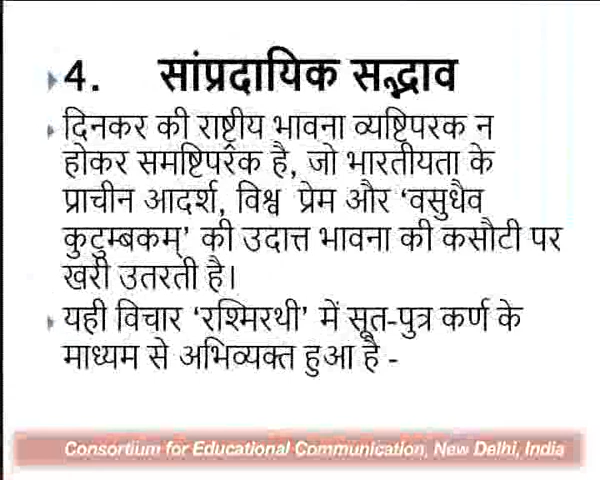 4. सांप्रदायिक सद्भाव
दिनकर की राष्ट्रीय भावना व्यष्टिपरक न
होकर समष्टिपरक है, जो भारतीयता के
प्राचीन आदर्श, विश्व प्रेम और ‘वसुधैव
कुटुम्बकम्’ की उदात्त भावना की कसौटी पर
खरी उतरती है।
यही विचार ‘रश्मिरथी’ में सूत-पुत्र कर्ण के
माध्यम से अभिव्यक्त हुआ है -
Consortium for Educational Communication, New Delhi, India